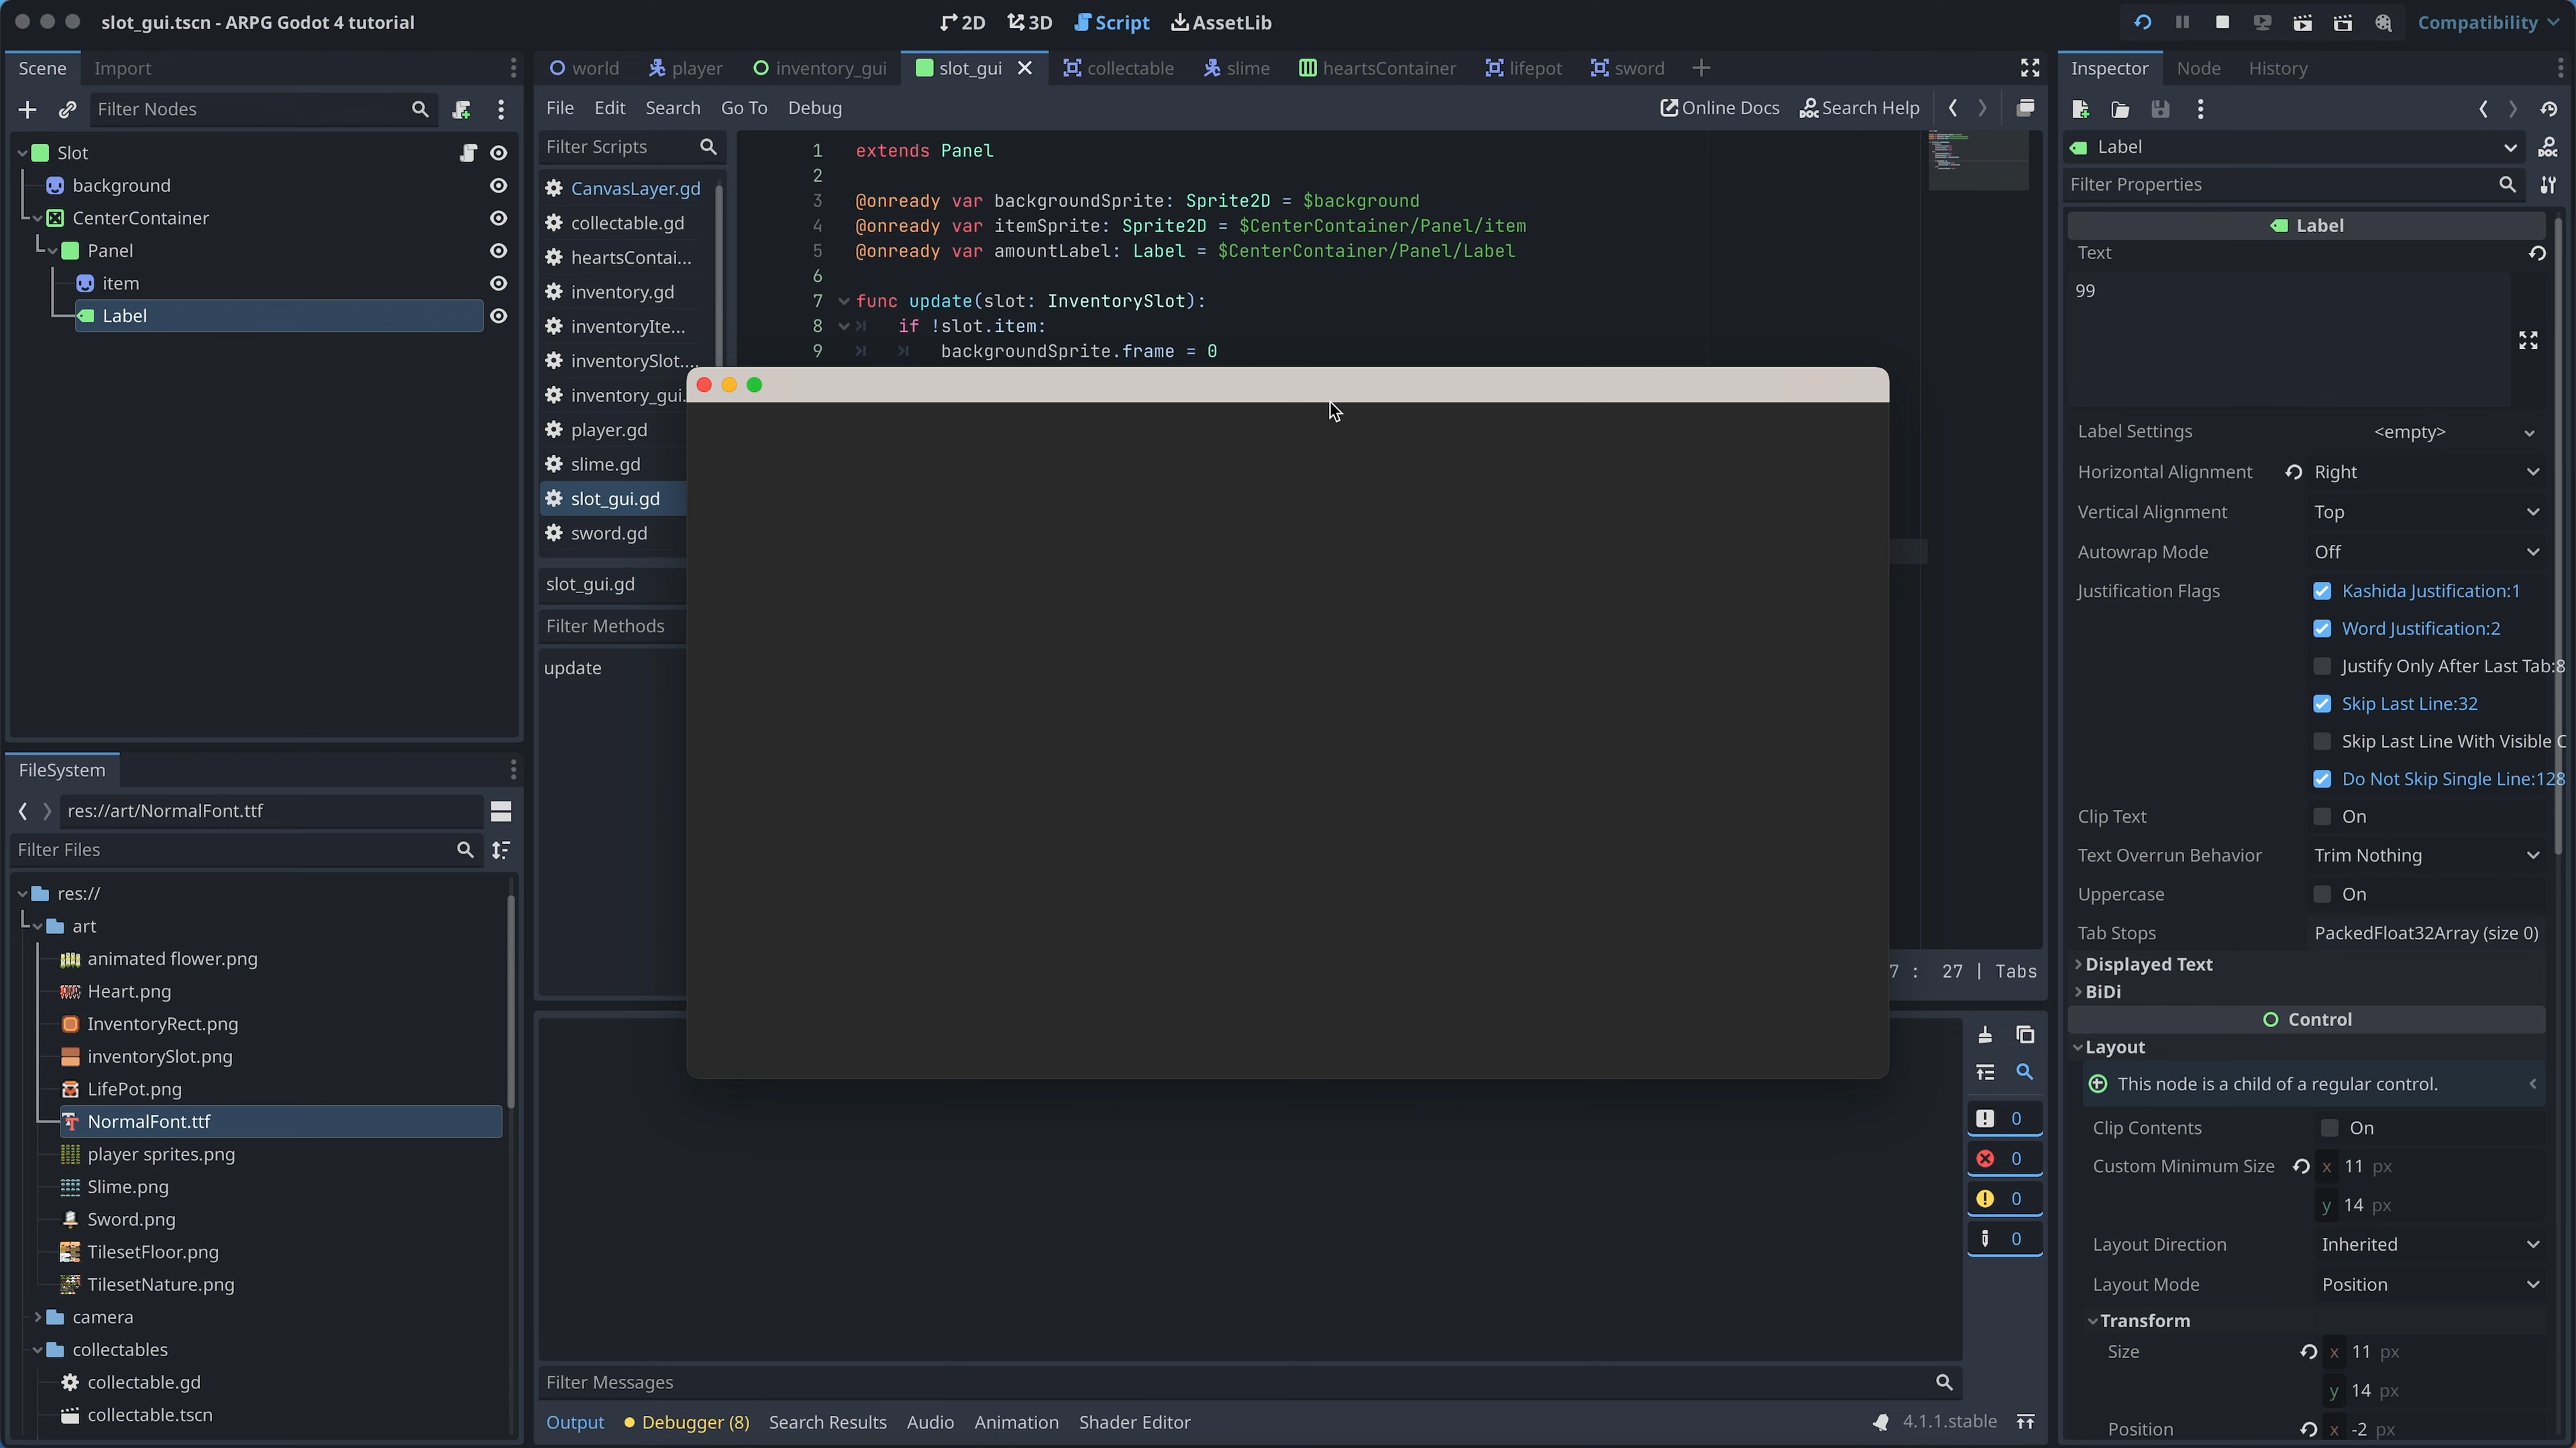 slot_gui.tscn - ARPG Godot 4 tutorial
2D 3D Script AssetLib
Compatibility
Scene Import
Filter Nodes
Slot
background
CenterContainer
Panel
item
Label
FileSystem
res://art/NormalFont.ttf
Filter Files
res://
art
animated flower.png
Heart.png
InventoryRect.png
inventorySlot.png
LifePot.png
NormalFont.ttf
player sprites.png
Slime.png
Sword.png
TilesetFloor.png
TilesetNature.png
camera
collectables
collectable.gd
collectable.tscn
world player inventory_gui slot_gui collectable slime heartsContainer lifepot sword
File Edit Search Go To Debug
Online Docs Search Help
Filter Scripts
CanvasLayer.gd
collectable.gd
heartsContai...
inventory.gd
inventoryIte...
inventorySlot....
inventory_gui.
player.gd
slime.gd
slot_gui.gd
sword.gd
slot_gui.gd
Filter Methods
update
1 extends Panel
2
3 @onready var backgroundSprite: Sprite2D = $background
4 @onready var itemSprite: Sprite2D = $CenterContainer/Panel/item
5 @onready var amountLabel: Label = $CenterContainer/Panel/Label
6
7 func update(slot: InventorySlot):
8 if !slot.item:
9 backgroundSprite.frame = 0
7 : 27 | Tabs
0
0
0
0
Filter Messages
Output Debugger (8) Search Results Audio Animation Shader Editor
4.1.1.stable
Inspector Node History
Label
Filter Properties
Label
Text
99
Label Settings <empty>
Horizontal Alignment Right
Vertical Alignment Top
Autowrap Mode Off
Justification Flags Kashida Justification:1
Word Justification:2
Justify Only After Last Tab:8
Skip Last Line:32
Skip Last Line With Visible C
Do Not Skip Single Line:128
Clip Text On
Text Overrun Behavior Trim Nothing
Uppercase On
Tab Stops PackedFloat32Array (size 0)
Displayed Text
BiDi
Control
Layout
This node is a child of a regular control.
Clip Contents On
Custom Minimum Size x 11 px
y 14 px
Layout Direction Inherited
Layout Mode Position
Transform
Size x 11 px
y 14 px
Position x -2 px